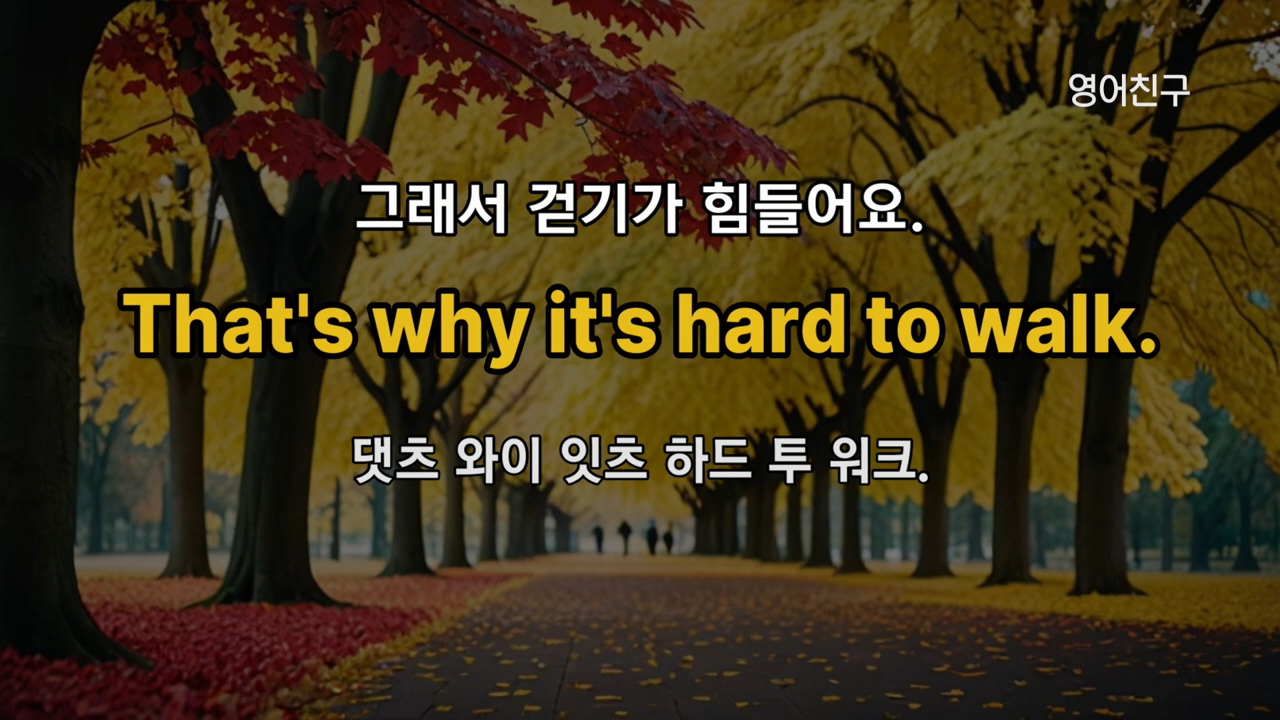 영어친구
그래서 걷기가 힘들어요.
That's why it's hard to walk.
댓츠 와이 잇츠 하드 투 워크.